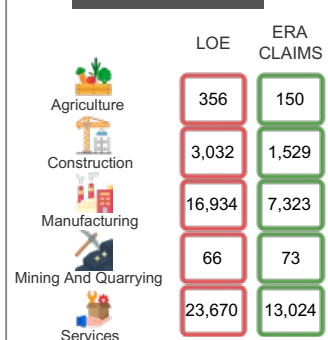 LOE ERA
CLAIMS
Agriculture 356 150
Construction 3,032 1,529
Manufacturing 16,934 7,323
Mining And Quarrying 66 73
Services 23,670 13,024